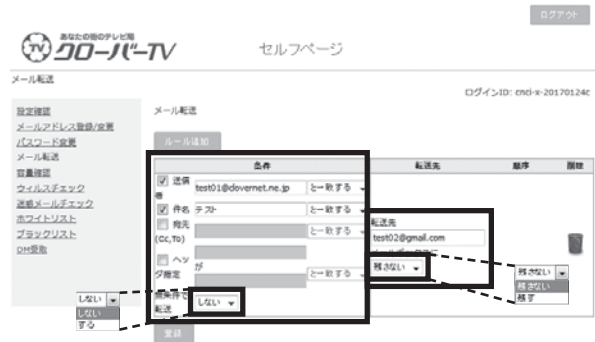 ログアウト
あなたの街のテレビ局
クローバーTV
セルフページ
メール転送
ログインID: cnci-x-20170124c
設定確認
メールアドレス登録/変更
パスワード変更
メール転送
容量確認
ウィルスチェック
迷惑メールチェック
ホワイトリスト
ブラックリスト
DM受取
メール転送
ルール追加
条件
転送先
順序
削除
送信者
test01@clovernet.ne.jp
と一致する
件名
テスト
と一致する
宛先
(Cc,To)
と一致する
ヘッダ指定
が
と一致する
無条件で
転送
しない
転送先
test02@gmail.com
残さない
残さない
残さない
残す
しない
しない
する
登録